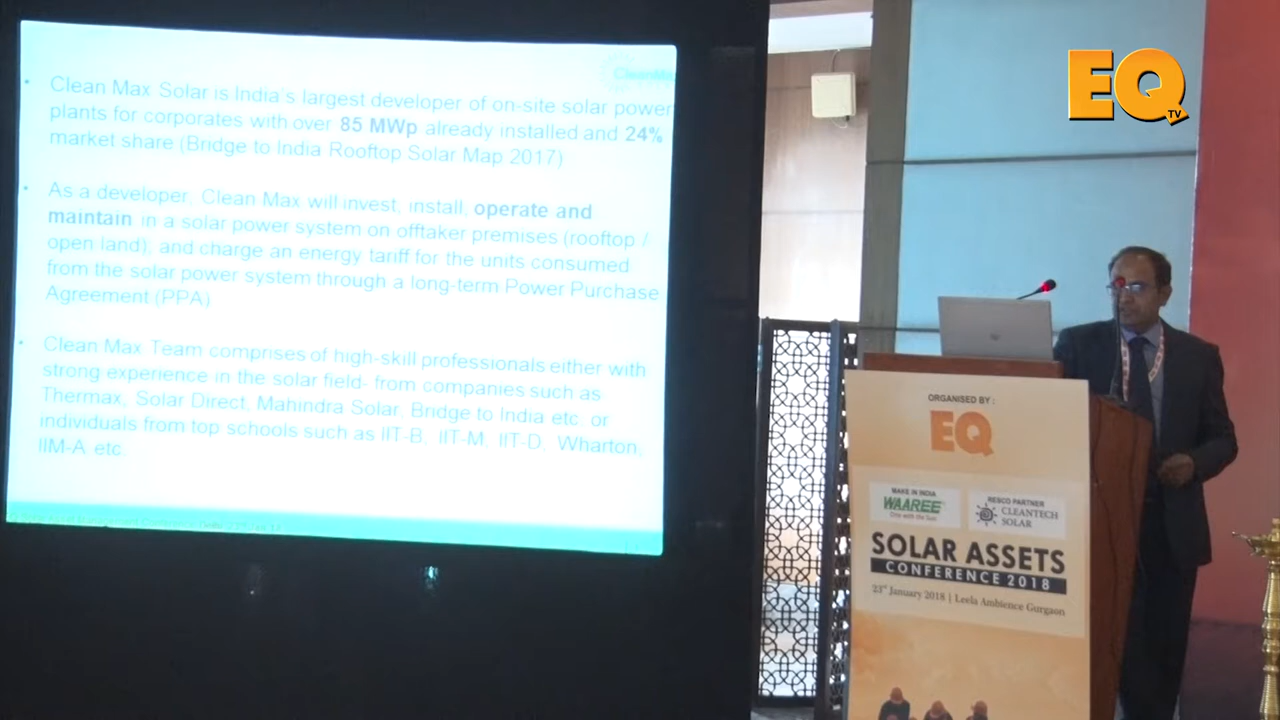 CleanMax
Clean Max Solar is India's largest developer of on-site solar power
plants for corporates with over 85 MWp already installed and 24%
market share (Bridge to India Rooftop Solar Map 2017)
As a developer, Clean Max will invest, install, operate and
maintain in a solar power system on offtaker premises (rooftop /
open land), and charge an energy tariff for the units consumed
from the solar power system through a long-term Power Purchase
Agreement (PPA)
Clean Max Team comprises of high-skill professionals either with
strong experience in the solar field- from companies such as
Thermax, Solar Direct, Mahindra Solar, Bridge to India etc. or
individuals from top schools such as IIT-B, IIT-M, IIT-D, Wharton,
IIM-A etc.
EQ
TV
ORGANISED BY :
EQ
MAKE IN INDIA
WAAREE
One with the Sun
RESCO PARTNER
CLEANTECH
SOLAR
SOLAR ASSETS
CONFERENCE 2018
23rd January 2018 | Leela Ambience Gurgaon